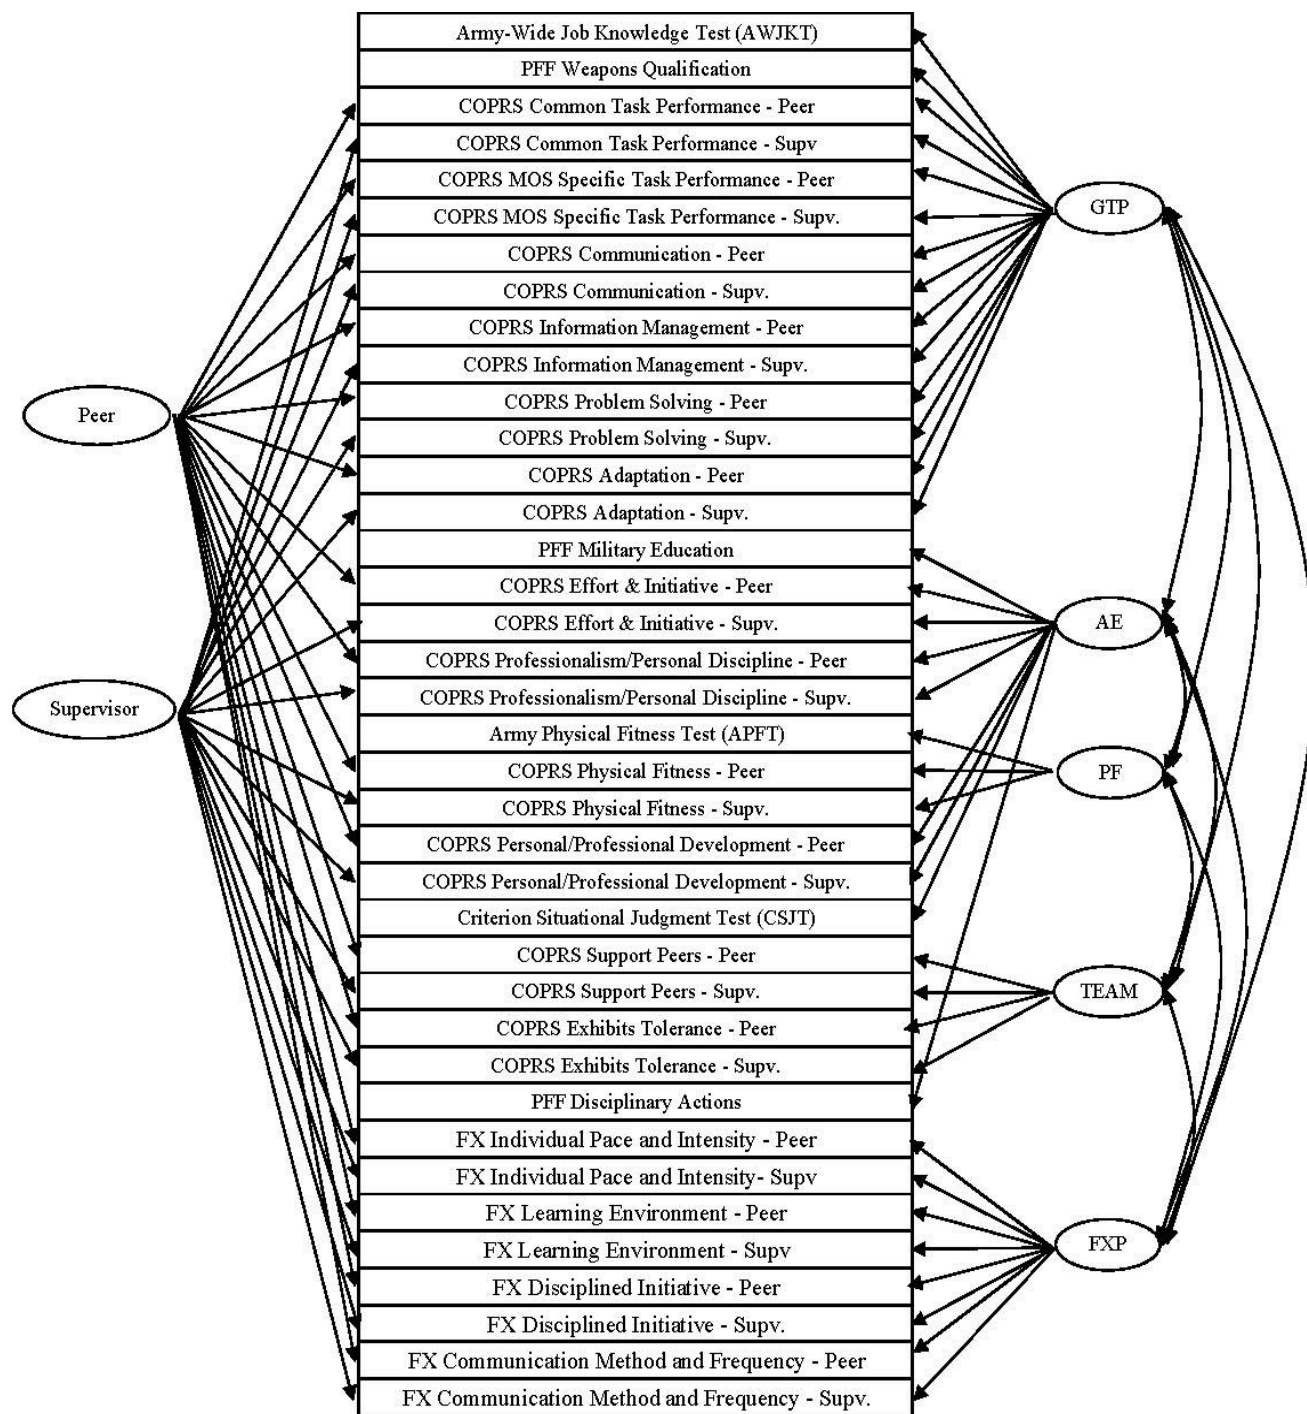 Army-Wide Job Knowledge Test (AWJKT)
PFF Weapons Qualification
COPRS Common Task Performance - Peer
COPRS Common Task Performance - Supv
COPRS MOS Specific Task Performance - Peer
COPRS MOS Specific Task Performance - Supv.
COPRS Communication - Peer
COPRS Communication - Supv.
COPRS Information Management - Peer
COPRS Information Management - Supv.
COPRS Problem Solving - Peer
COPRS Problem Solving - Supv.
COPRS Adaptation - Peer
COPRS Adaptation - Supv.
PFF Military Education
COPRS Effort & Initiative - Peer
COPRS Effort & Initiative - Supv.
COPRS Professionalism/Personal Discipline - Peer
COPRS Professionalism/Personal Discipline - Supv.
Army Physical Fitness Test (APFT)
COPRS Physical Fitness - Peer
COPRS Physical Fitness - Supv.
COPRS Personal/Professional Development - Peer
COPRS Personal/Professional Development - Supv.
Criterion Situational Judgment Test (CSJT)
COPRS Support Peers - Peer
COPRS Support Peers - Supv.
COPRS Exhibits Tolerance - Peer
COPRS Exhibits Tolerance - Supv.
PFF Disciplinary Actions
FX Individual Pace and Intensity - Peer
FX Individual Pace and Intensity- Supv
FX Learning Environment - Peer
FX Learning Environment - Supv
FX Disciplined Initiative - Peer
FX Disciplined Initiative - Supv.
FX Communication Method and Frequency - Peer
FX Communication Method and Frequency - Supv.
Peer
Supervisor
GTP
AE
PF
TEAM
FXP